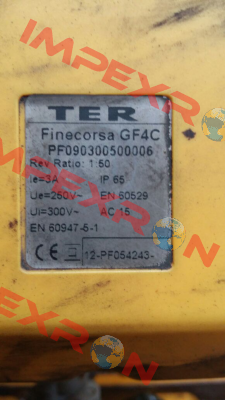 TER
Finecorsa GF4C
PF090300500006
Rev Ratio: 1:50
Ie=3A~ IP 65
Ue=250V~ EN 60529
Ui=300V~ AC 15
EN 60947-5-1
CE 12-PF054243-
IMPEXRON
IMPEXRON